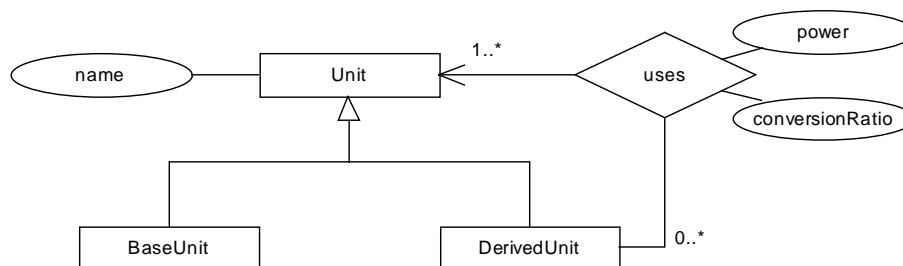 power
1..*
name
Unit
uses
conversionRatio
BaseUnit
DerivedUnit
0..*